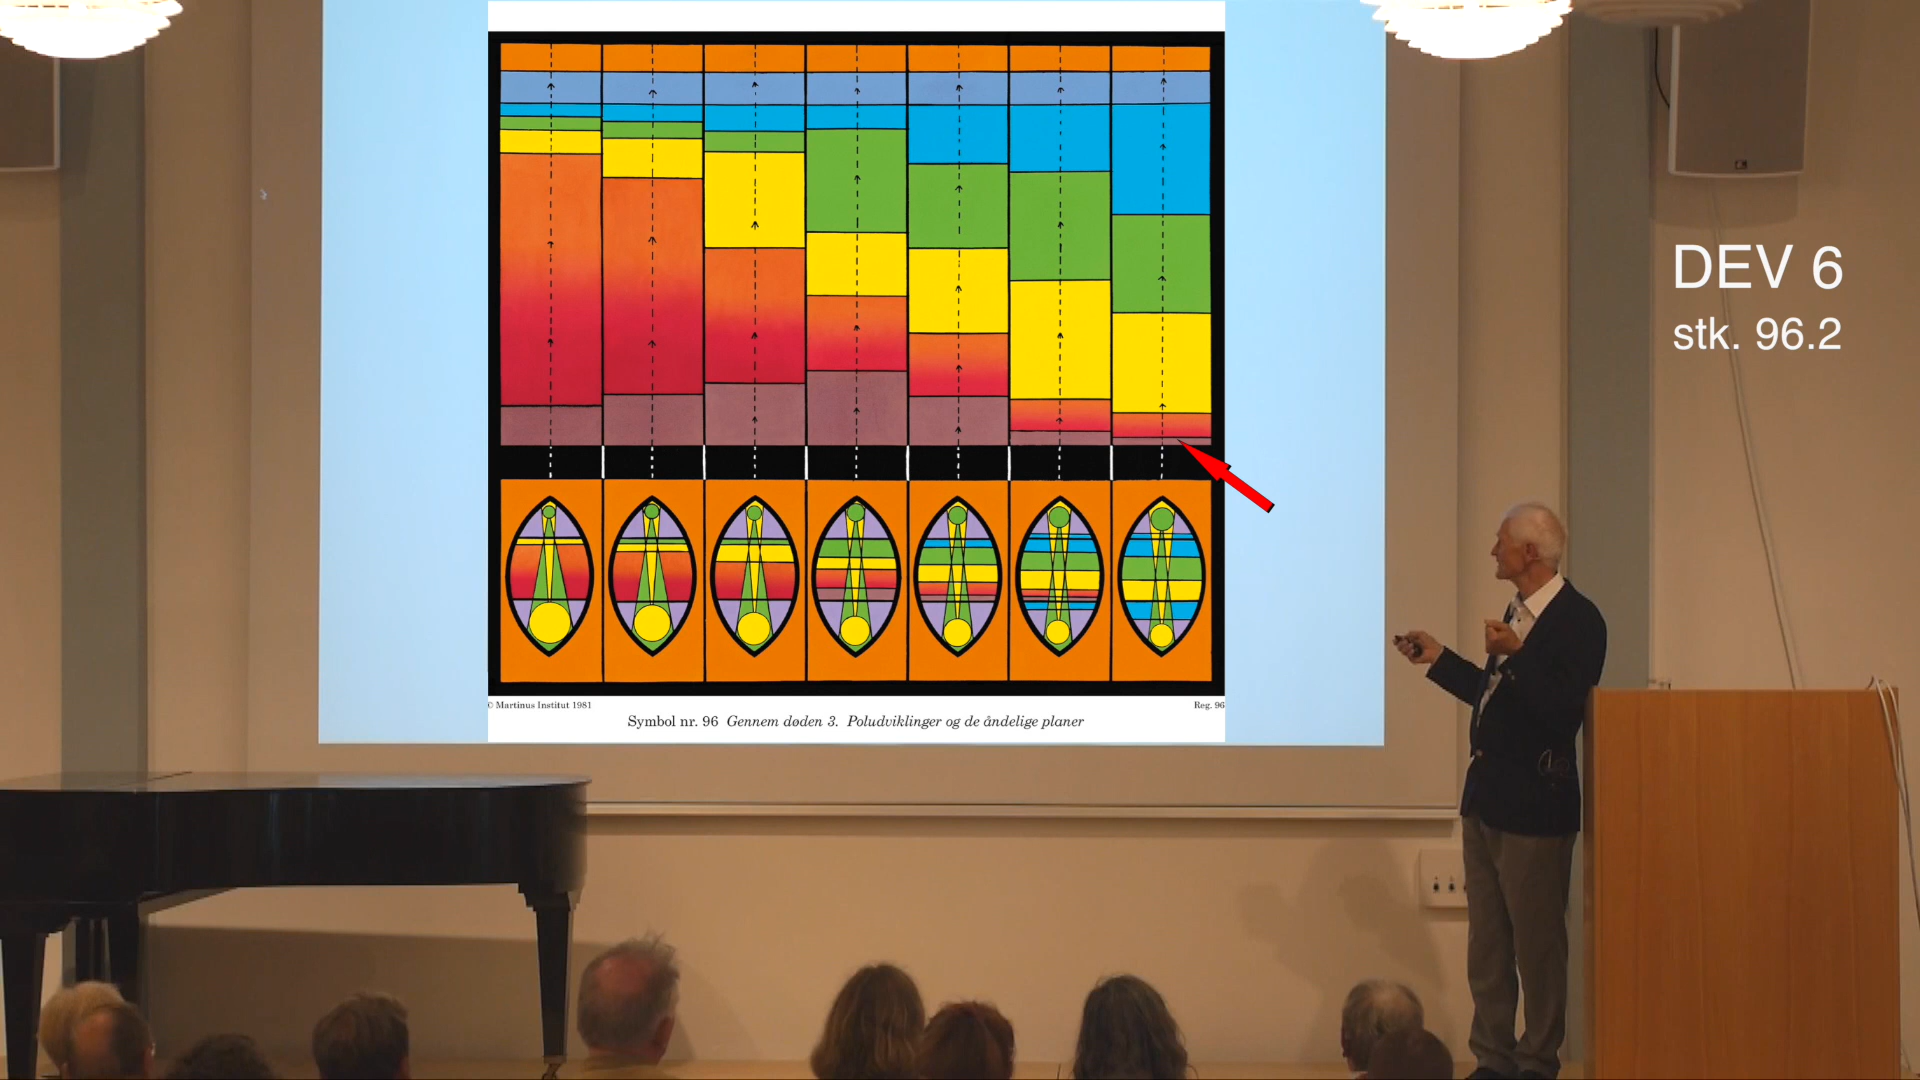 DEV 6
stk. 96.2
© Martinus Institut 1981
Reg. 96
Symbol nr. 96 Gennem døden 3. Poludviklinger og de åndelige planer